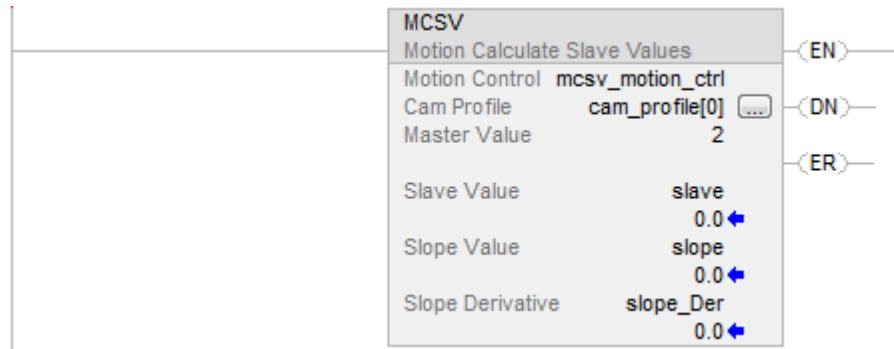 MCSV
Motion Calculate Slave Values (EN)
Motion Control mcsv_motion_ctrl
Cam Profile cam_profile[0] ... (DN)
Master Value 2
(ER)
Slave Value slave
0.0
Slope Value slope
0.0
Slope Derivative slope_Der
0.0